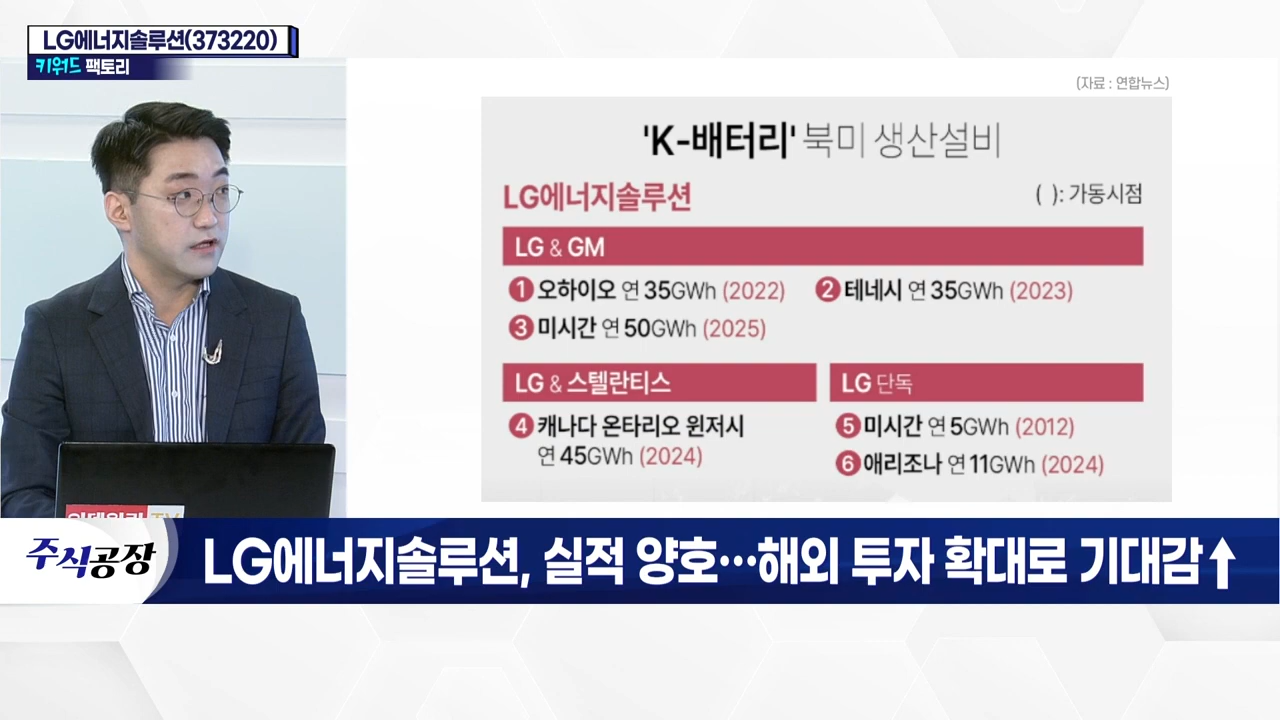 LG에너지솔루션(373220)
키워드 팩토리
(자료 : 연합뉴스)
'K-배터리' 북미 생산설비
LG에너지솔루션
( ): 가동시점
LG & GM
① 오하이오 연 35GWh (2022)
② 테네시 연 35GWh (2023)
③ 미시간 연 50GWh (2025)
LG & 스텔란티스
④ 캐나다 온타리오 윈저시
연 45GWh (2024)
LG 단독
⑤ 미시간 연 5GWh (2012)
⑥ 애리조나 연 11GWh (2024)
주식공장
LG에너지솔루션, 실적 양호…해외 투자 확대로 기대감↑